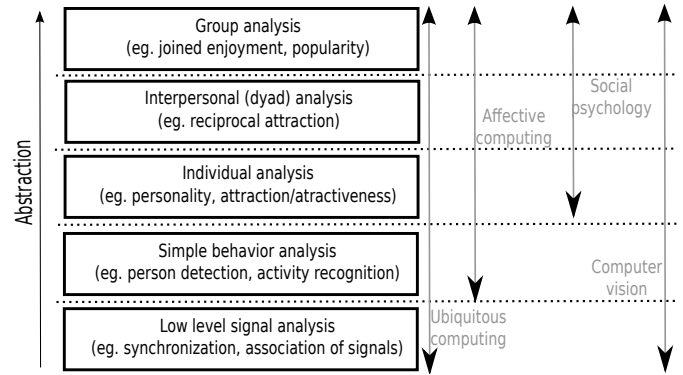 Group analysis
(eg. joined enjoyment, popularity)
Interpersonal (dyad) analysis
(eg. reciprocal attraction)
Individual analysis
(eg. personality, attraction/atractiveness)
Simple behavior analysis
(eg. person detection, activity recognition)
Low level signal analysis
(eg. synchronization, association of signals)
Abstraction
Affective
computing
Social
psychology
Computer
vision
Ubiquitous
computing